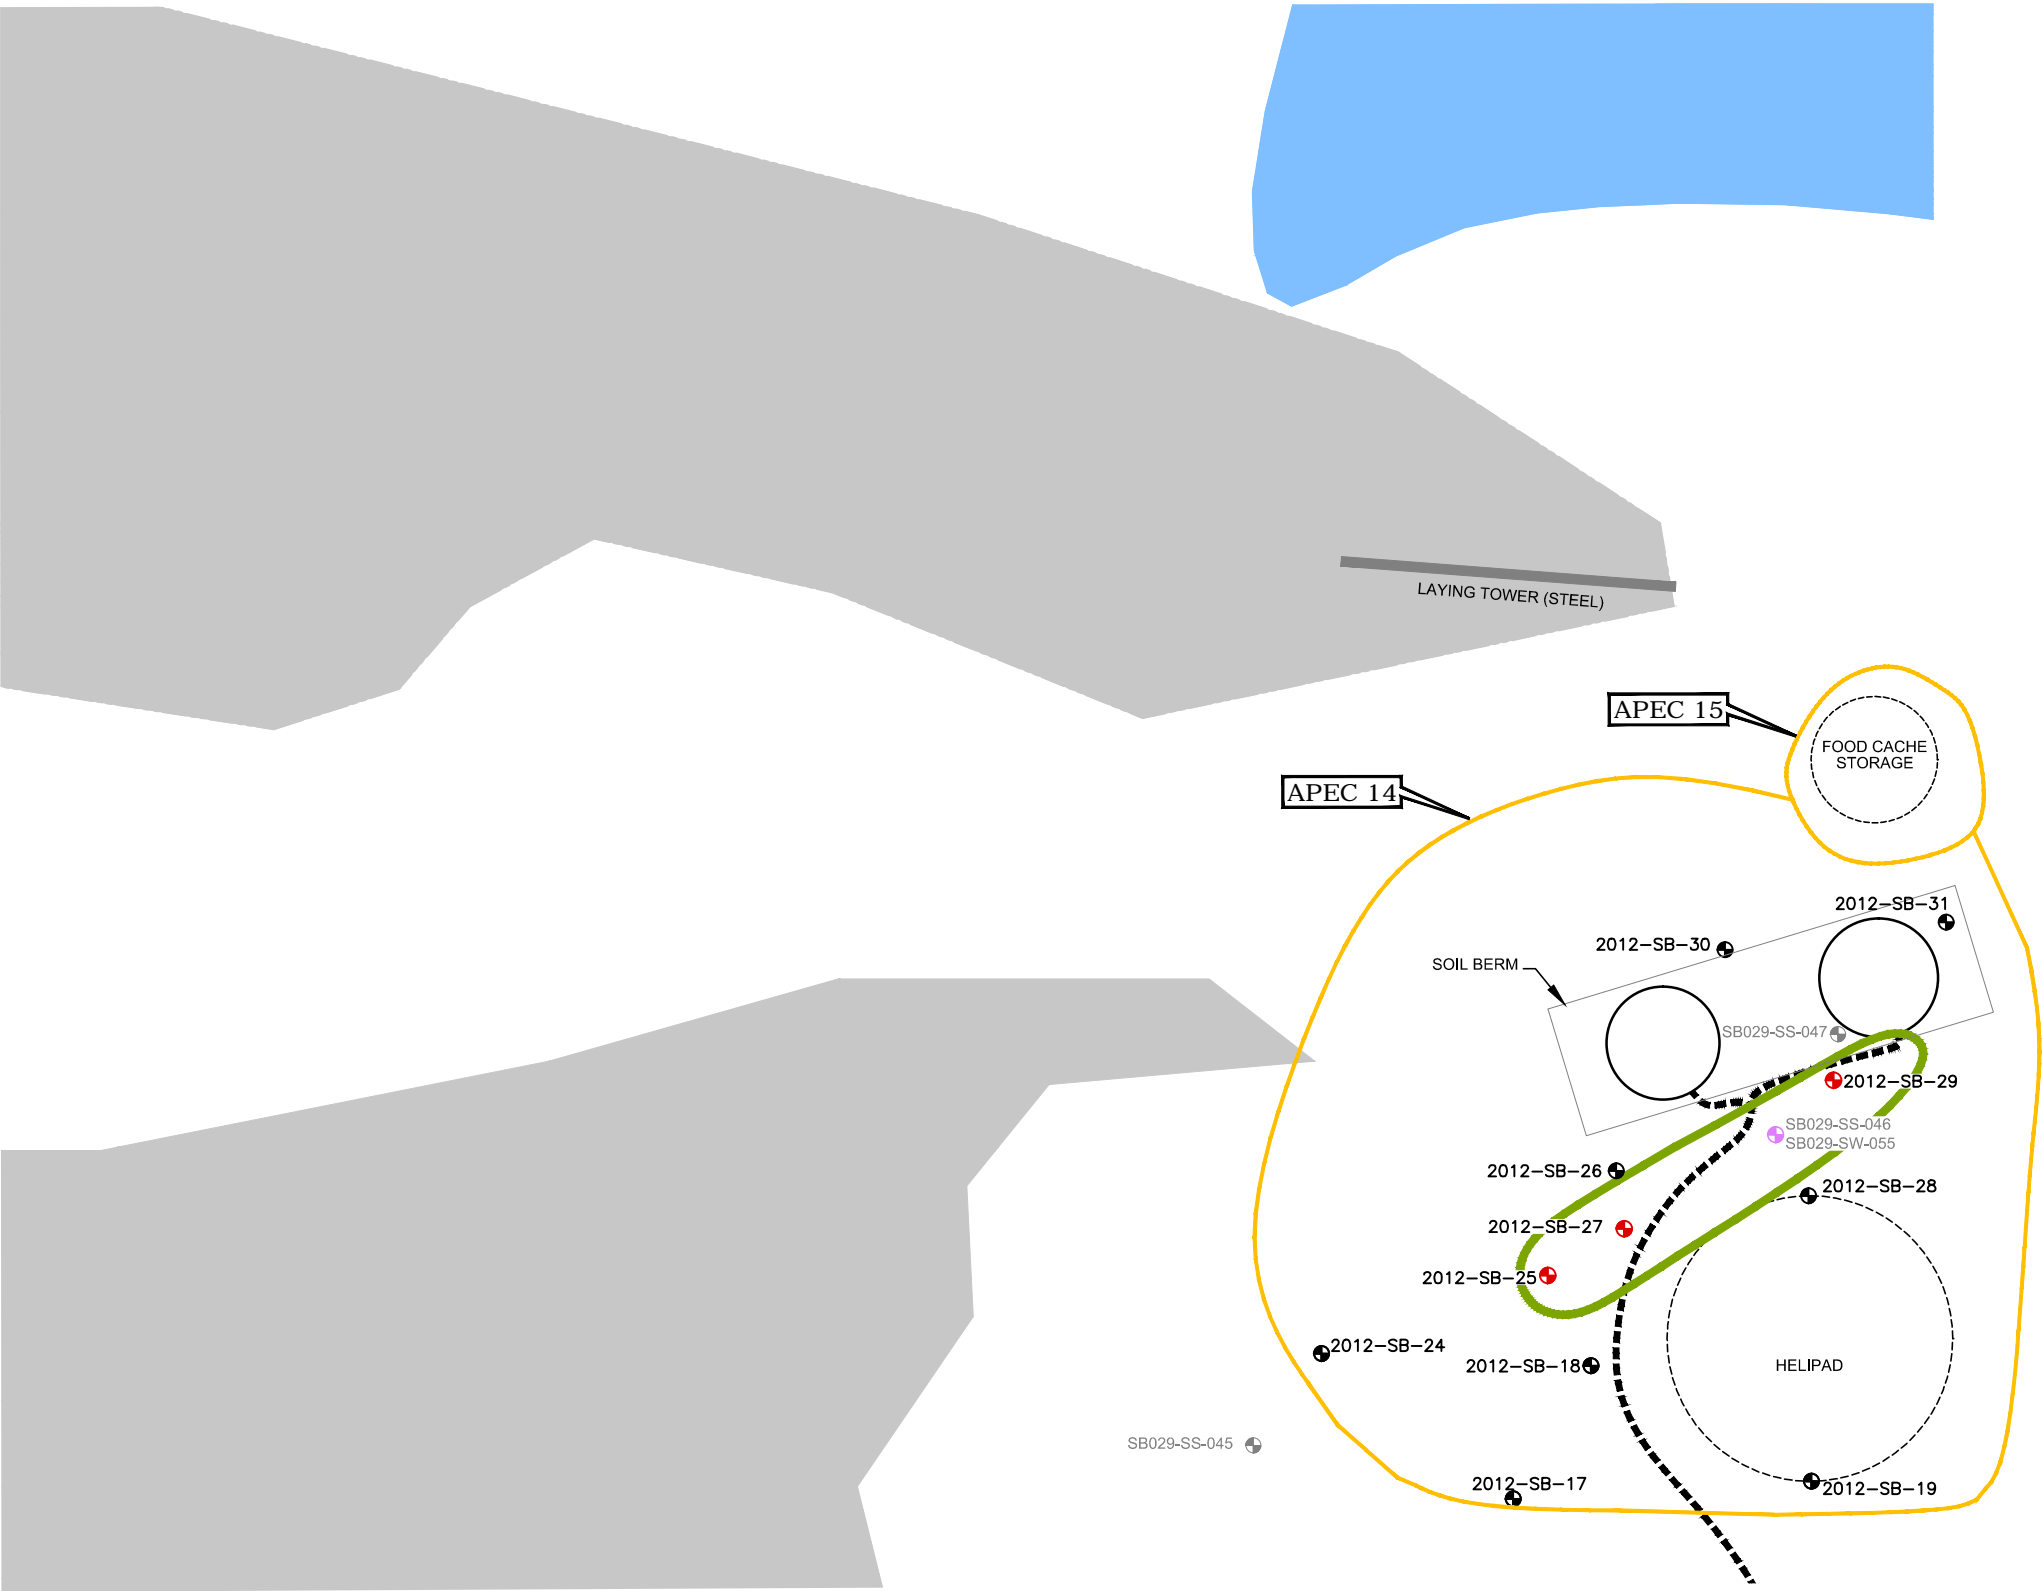 LAYING TOWER (STEEL)
APEC 15
FOOD CACHE
STORAGE
APEC 14
2012-SB-31
2012-SB-30
SOIL BERM
SB029-SS-047
2012-SB-29
SB029-SS-046
SB029-SW-055
2012-SB-26
2012-SB-28
2012-SB-27
2012-SB-25
2012-SB-24
2012-SB-18
HELIPAD
SB029-SS-045
2012-SB-17
2012-SB-19